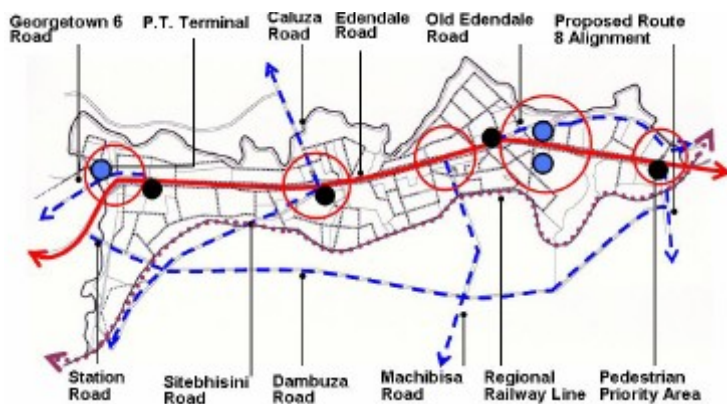 Georgetown 6
Road
P.T. Terminal
Caluza
Road
Edendale
Road
Old Edendale
Road
Proposed Route
8 Alignment
Station
Road
Sitebhisini
Road
Dambuza
Road
Machibisa
Road
Regional
Railway Line
Pedestrian
Priority Area